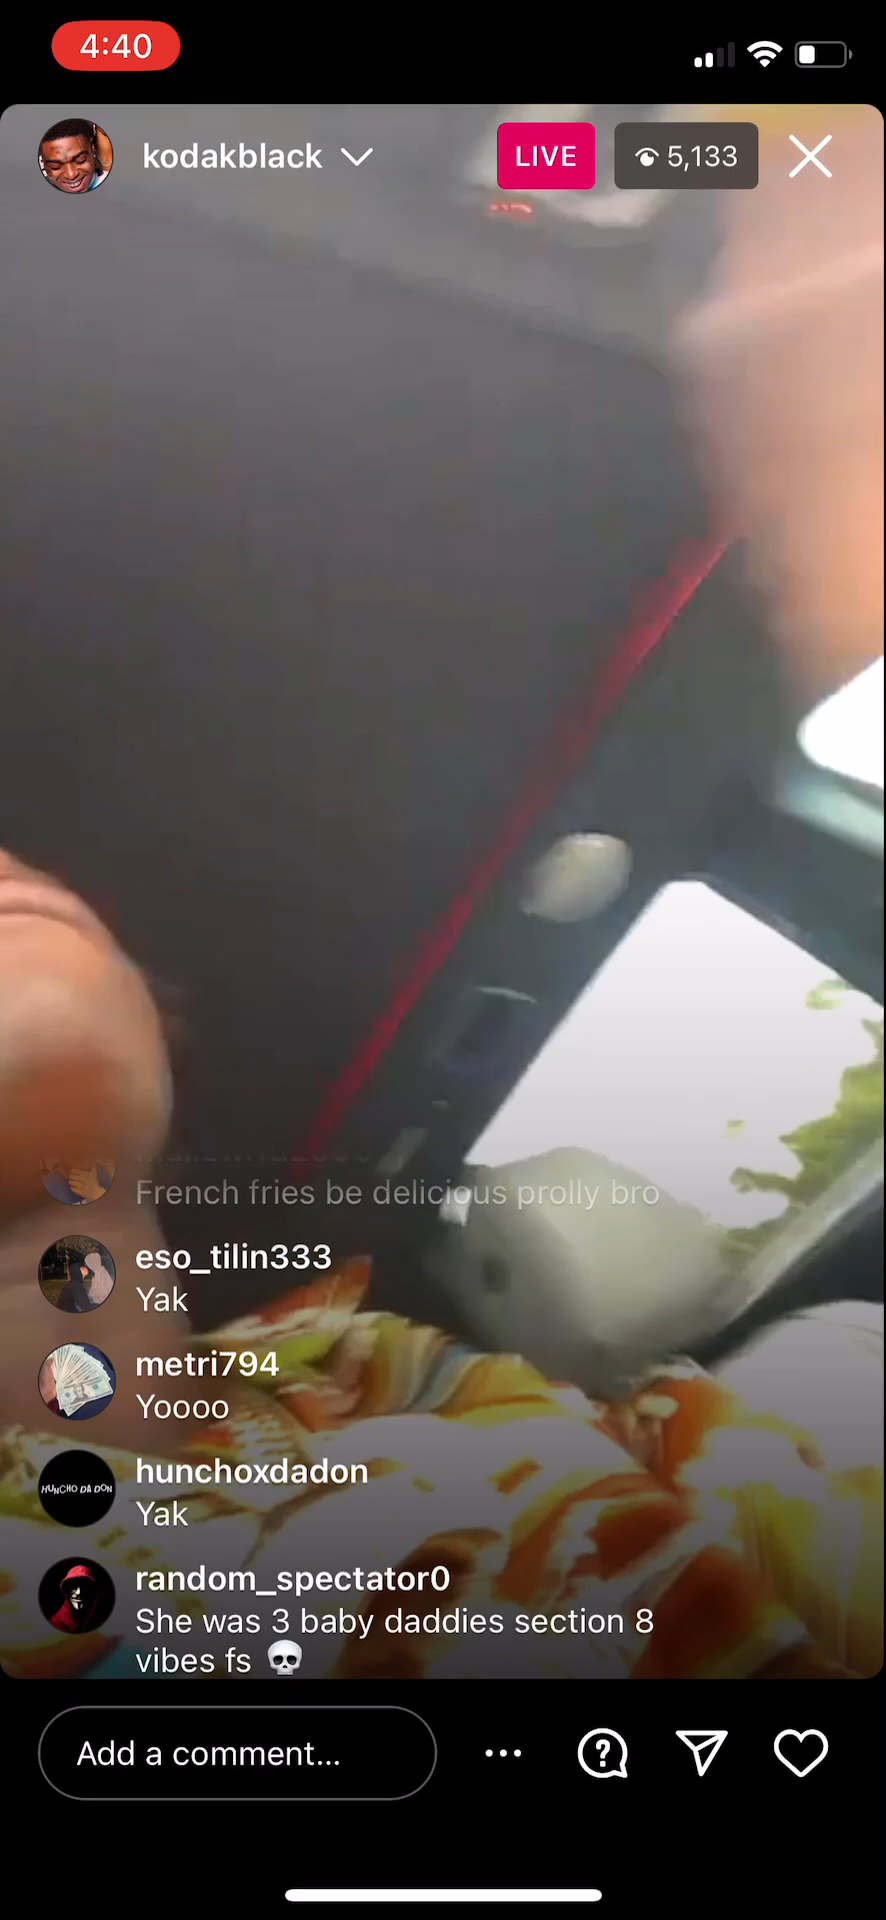 4:40
kodakblack
LIVE
5,133
French fries be delicious prolly bro
eso_tilin333
Yak
metri794
Yoooo
HUNCHO DA DON
hunchoxdadon
Yak
random_spectator0
She was 3 baby daddies section 8
vibes fs 💀
Add a comment...